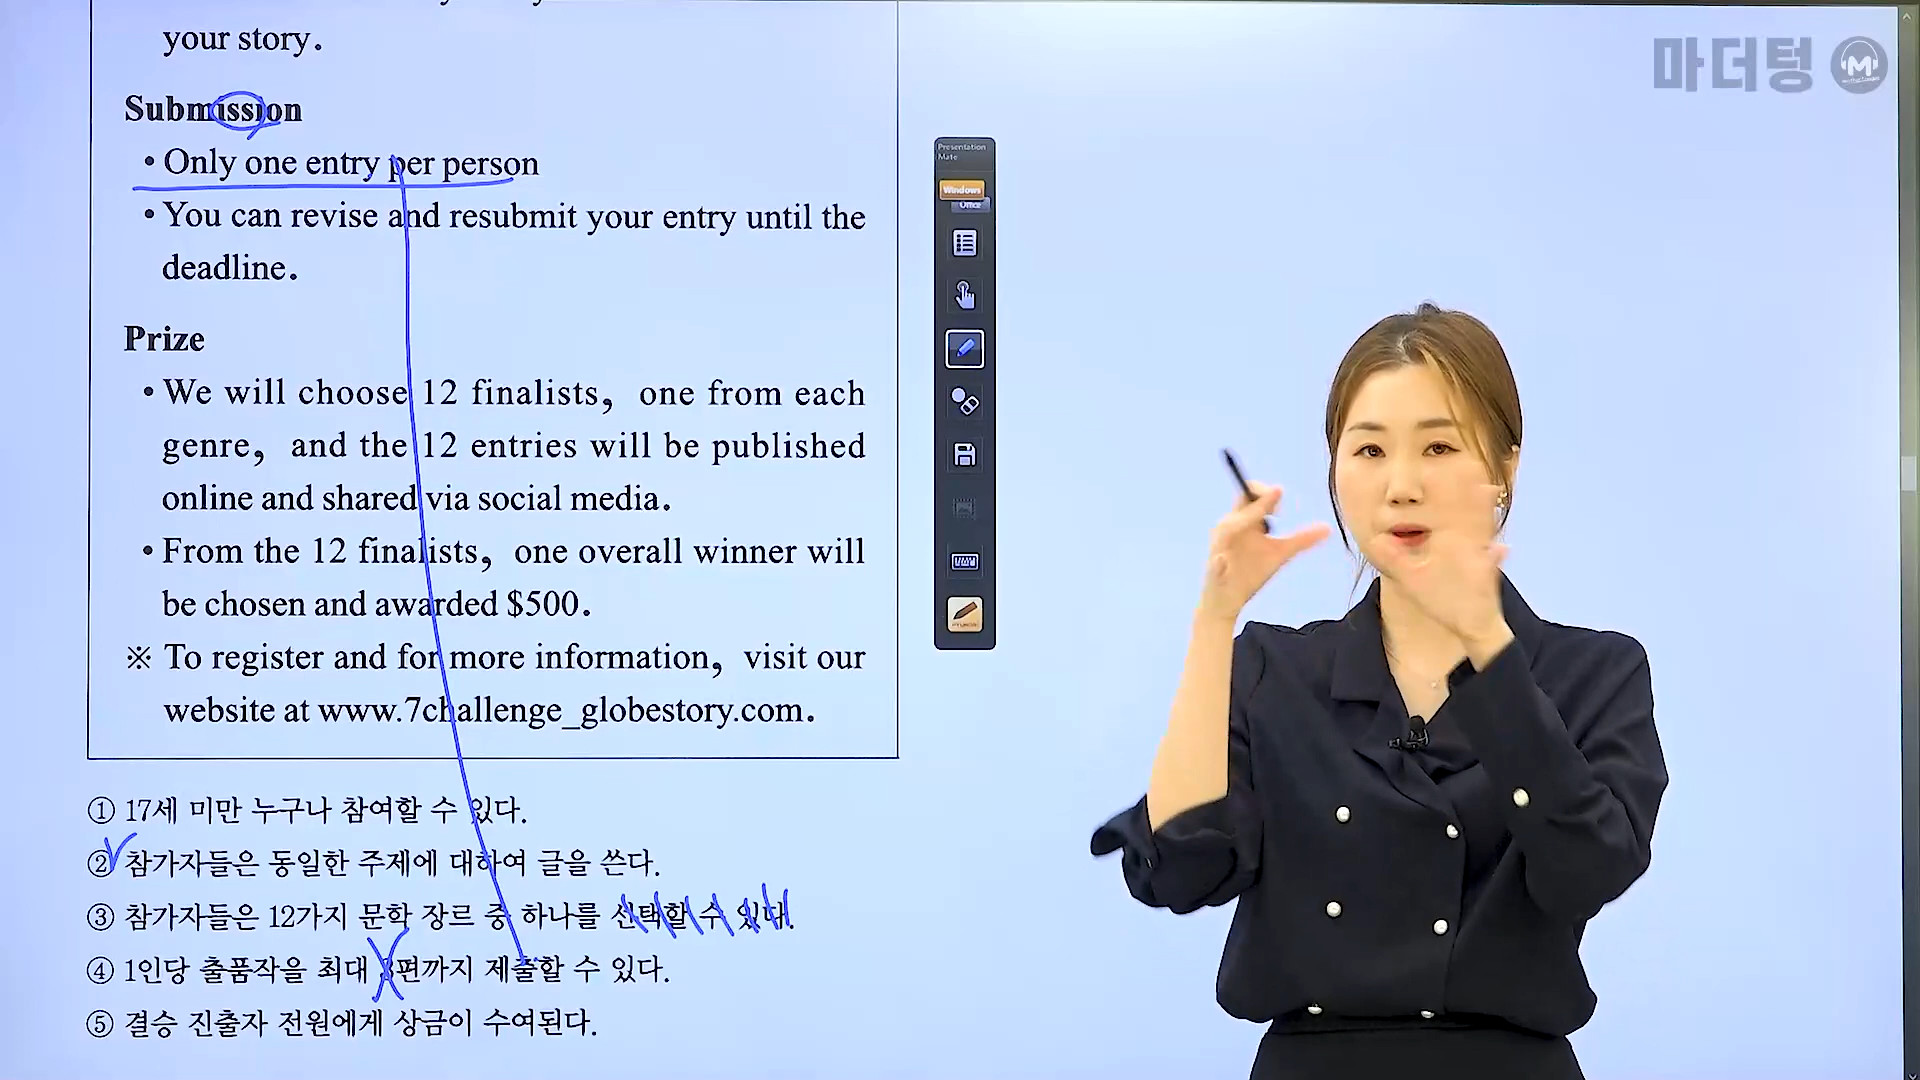 your story.
마더텅
Submission
• Only one entry per person
• You can revise and resubmit your entry until the
deadline.
Prize
• We will choose 12 finalists, one from each
genre, and the 12 entries will be published
online and shared via social media.
• From the 12 finalists, one overall winner will
be chosen and awarded $500.
※ To register and for more information, visit our
website at www.7challenge_globestory.com.
① 17세 미만 누구나 참여할 수 있다.
② 참가자들은 동일한 주제에 대하여 글을 쓴다.
③ 참가자들은 12가지 문학 장르 중 하나를 선택할 수 있다.
④ 1인당 출품작을 최대 편까지 제출할 수 있다.
⑤ 결승 진출자 전원에게 상금이 수여된다.
Presentation
Mate
Windows
Office